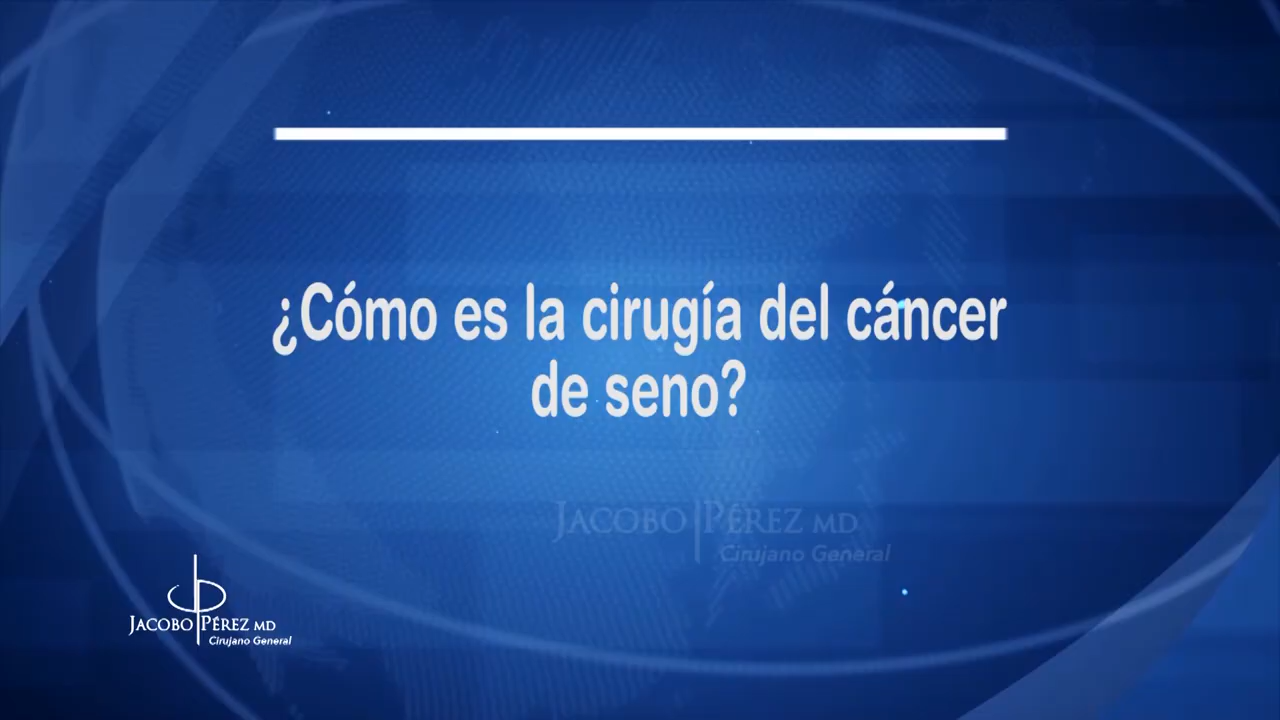 ¿Cómo es la cirugía del cáncer
de seno?
JACOBO PÉREZ MD
Cirujano General
JACOBO PÉREZ MD
Cirujano General